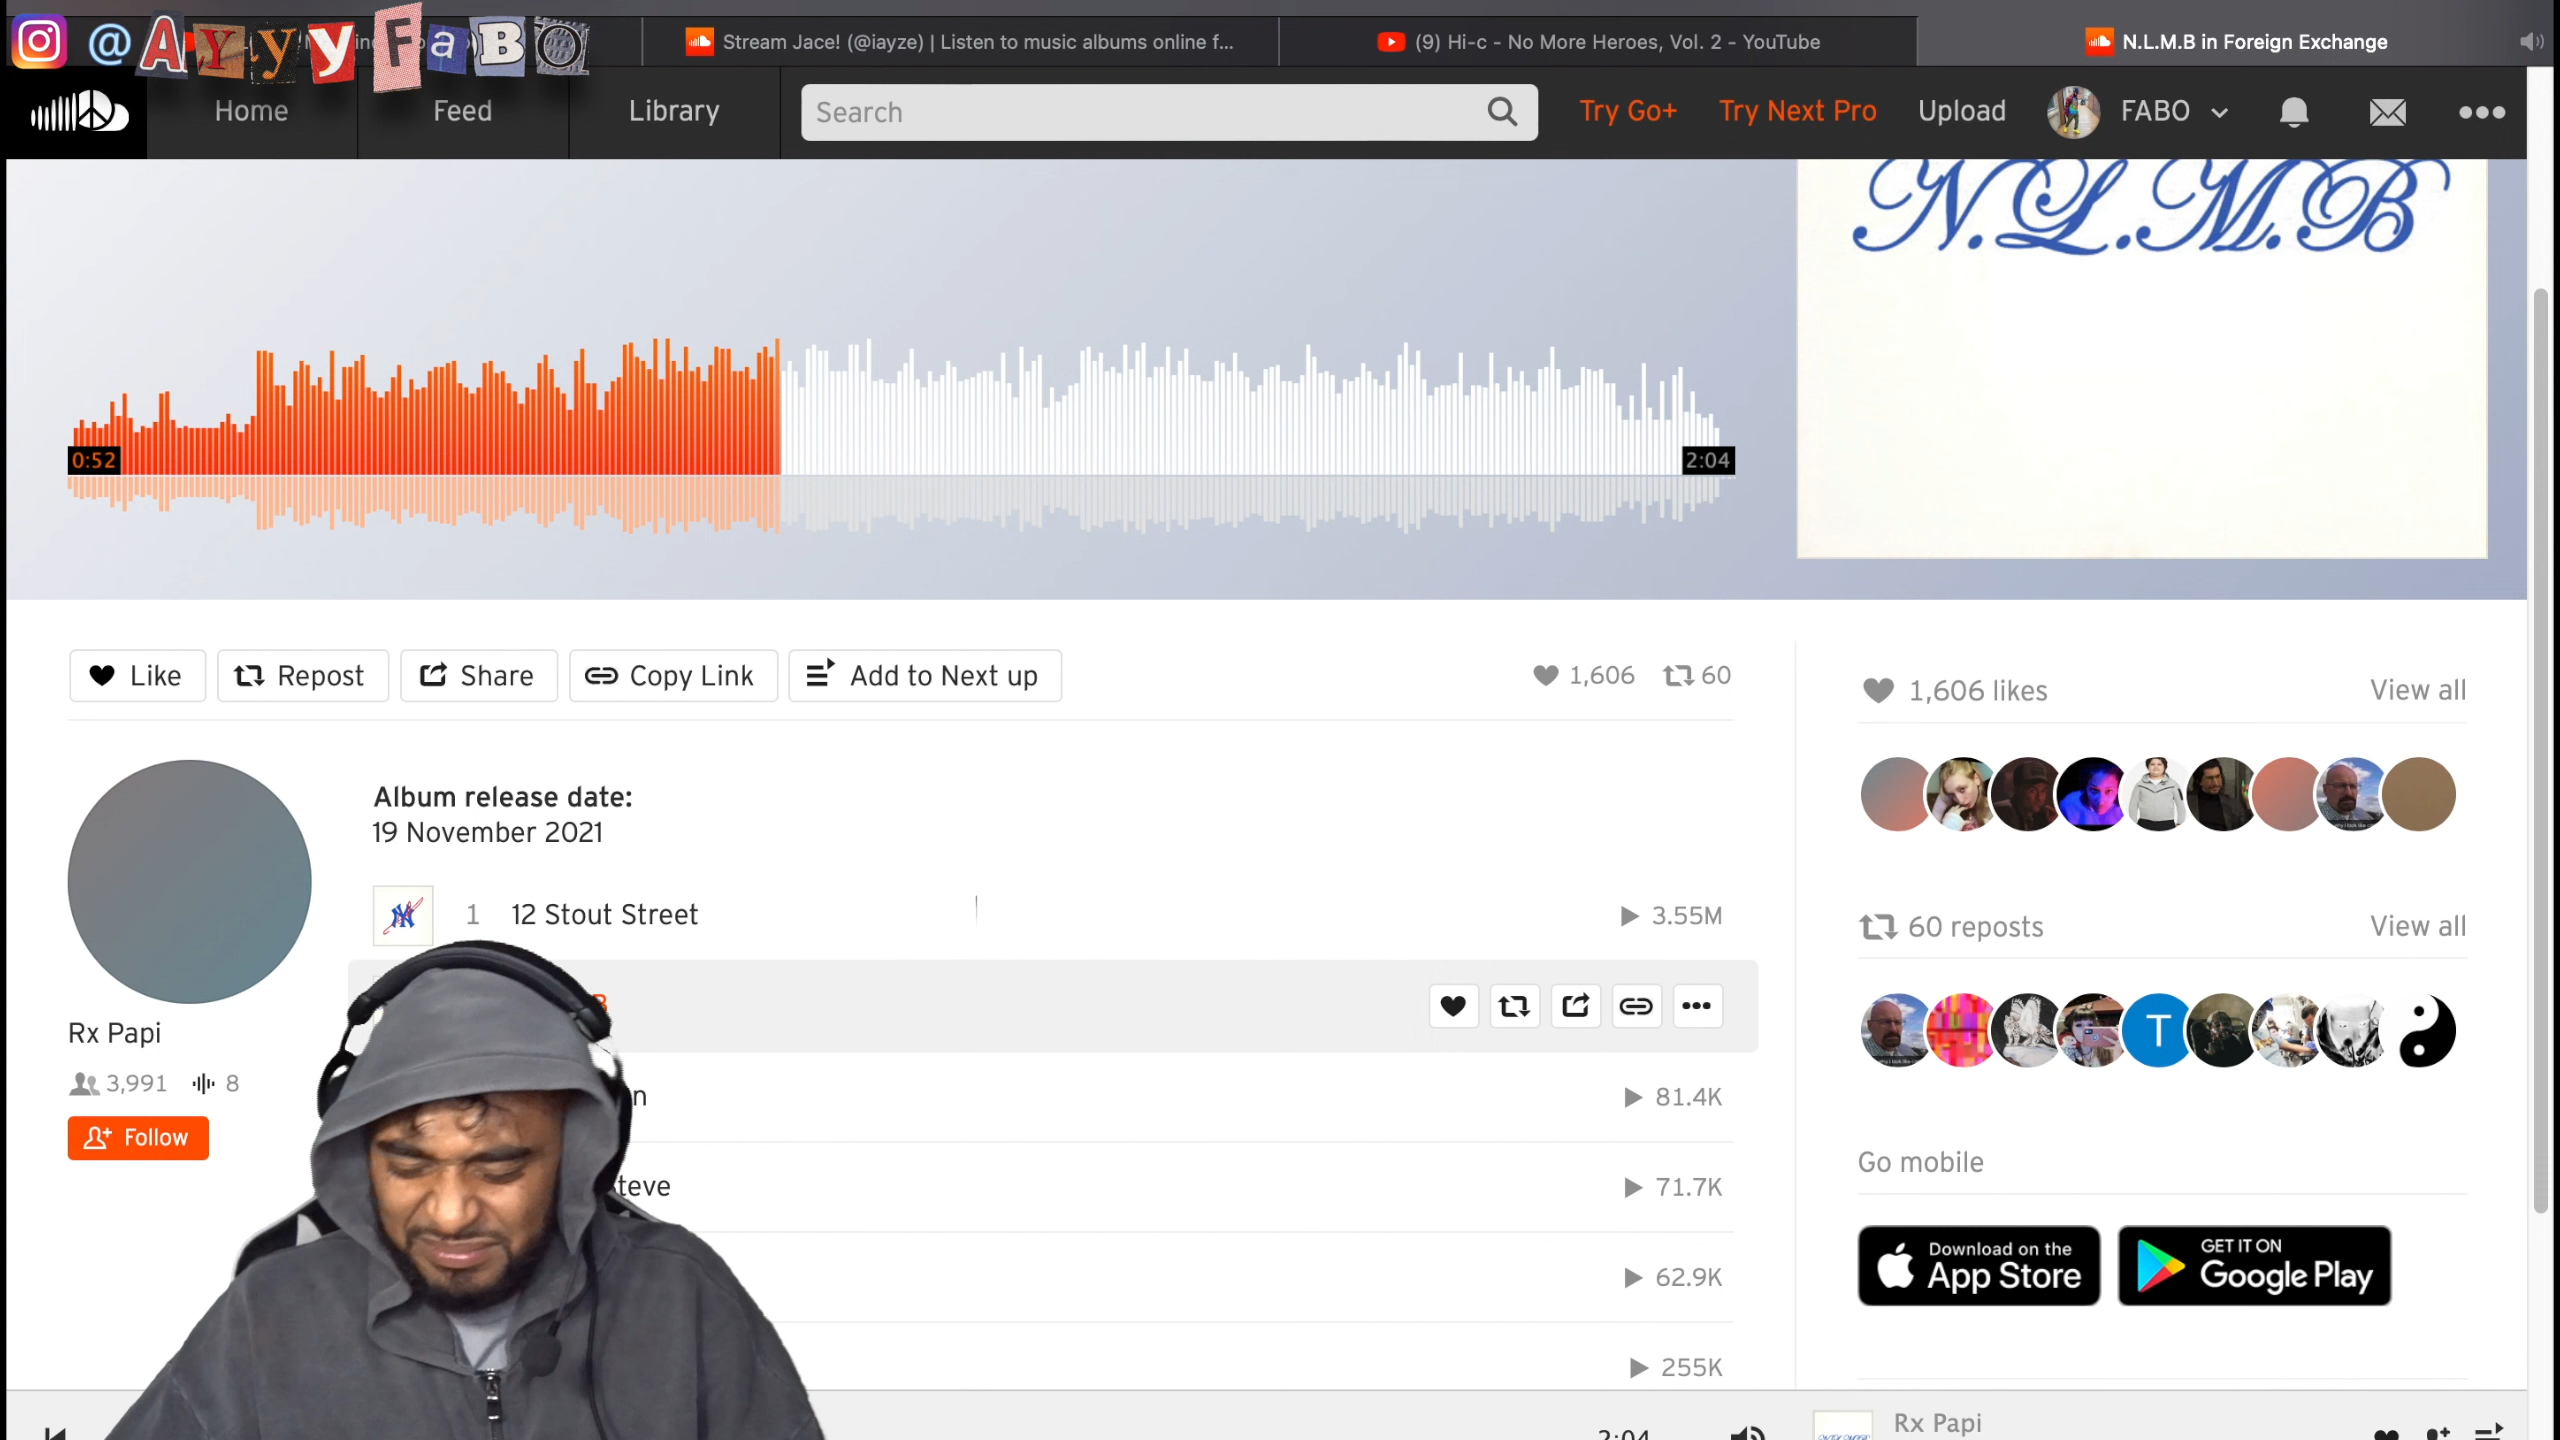 @AyyyFaBO
Stream Jace! (@iayze) | Listen to music albums online f...
(9) Hi-c - No More Heroes, Vol. 2 - YouTube
N.L.M.B in Foreign Exchange
Home
Feed
Library
Search
Try Go+
Try Next Pro
Upload
FABO
N.L.M.B
0:52
2:04
Like
Repost
Share
Copy Link
Add to Next up
1,606
60
1,606 likes
View all
Album release date:
19 November 2021
1 12 Stout Street
3.55M
60 reposts
View all
T
B
Rx Papi
3,991
8
Follow
n
81.4K
teve
71.7K
62.9K
255K
Go mobile
Download on the
App Store
GET IT ON
Google Play
2:04
Rx Papi